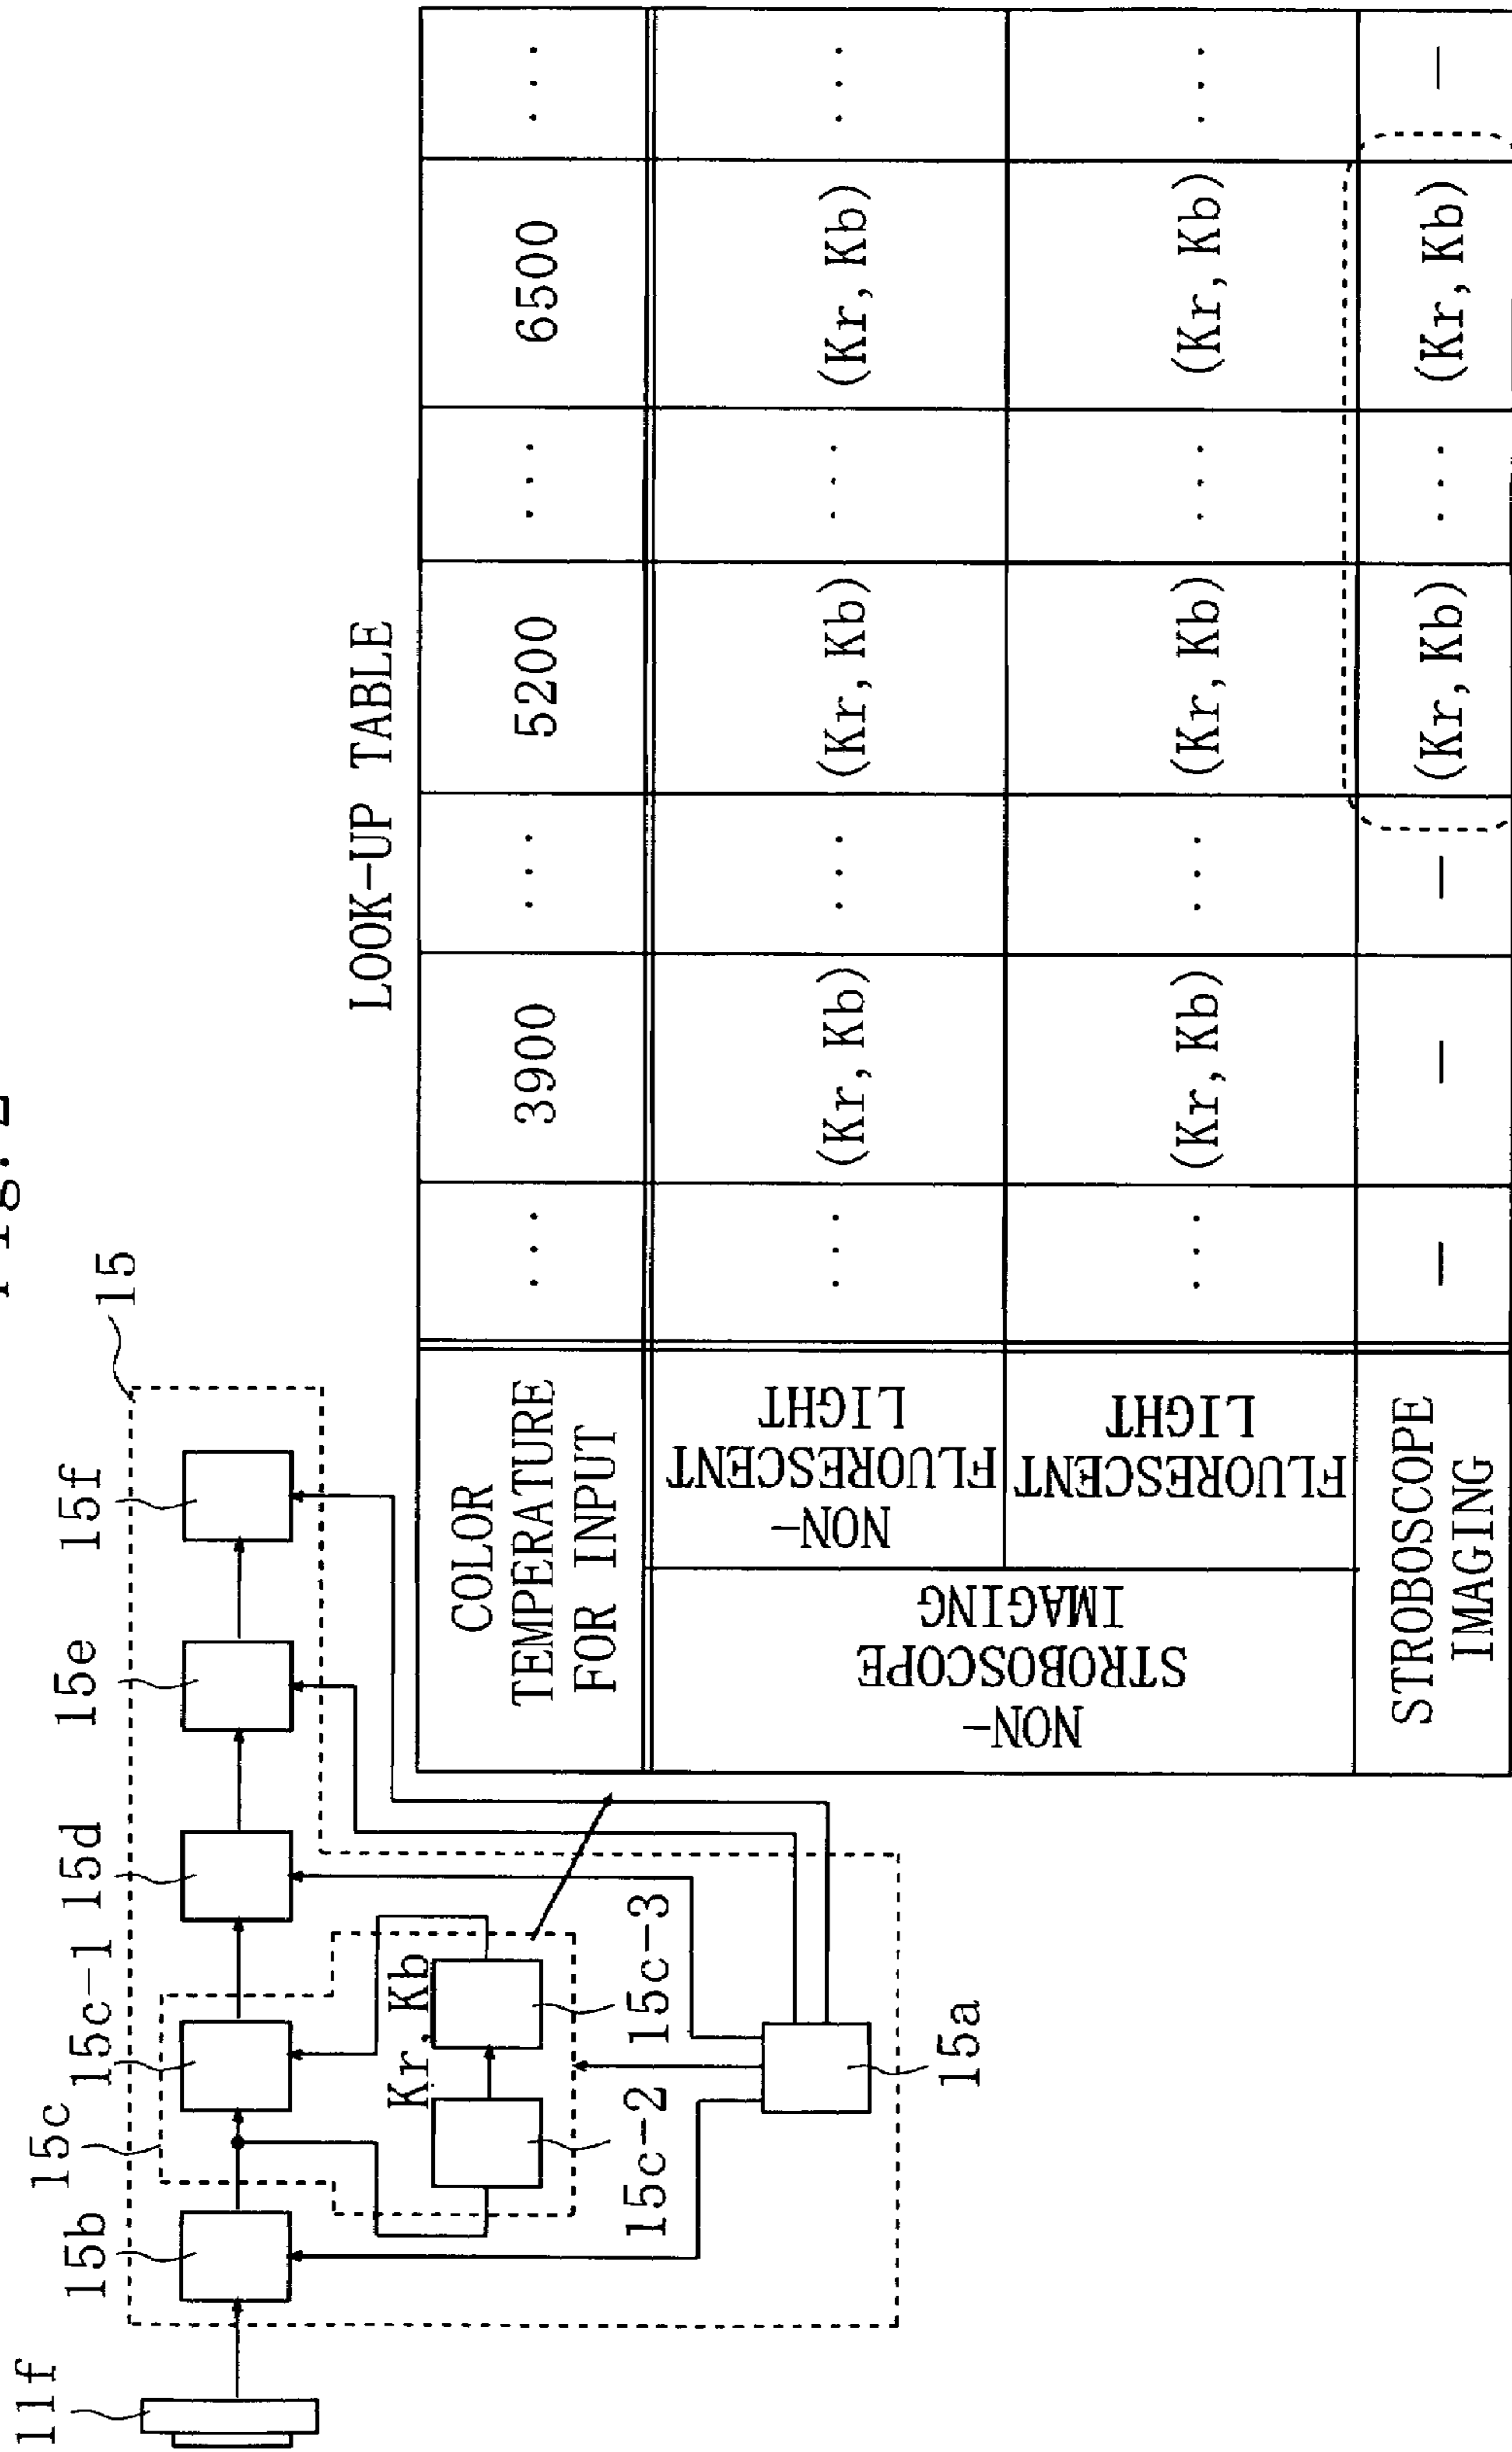 Fig. 2
11f
15b
15c
15c-1
15d
15e
15f
15
Kr, Kb
15c-2
15c-3
15a
LOOK-UP TABLE
COLOR
TEMPERATURE
FOR INPUT
...
3900
...
5200
...
6500
...
NON-
STROBOSCOPE
IMAGING
NON-
FLUORESCENT
LIGHT
...
(Kr, Kb)
...
(Kr, Kb)
...
(Kr, Kb)
...
FLUORESCENT
LIGHT
...
(Kr, Kb)
...
(Kr, Kb)
...
(Kr, Kb)
...
STROBOSCOPE
IMAGING
—
—
—
(Kr, Kb)
...
(Kr, Kb)
—